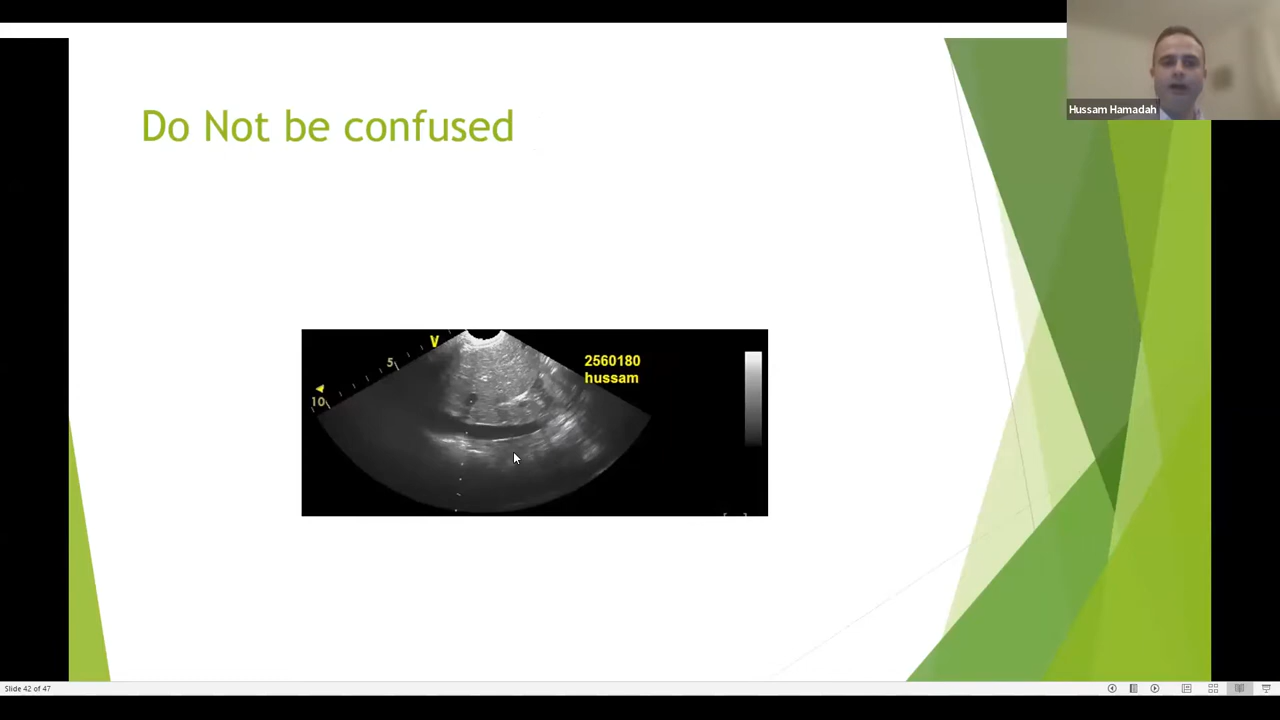 Do Not be confused
Hussam Hamadah
V
5
10
2560180
hussam
Slide 42 of 47